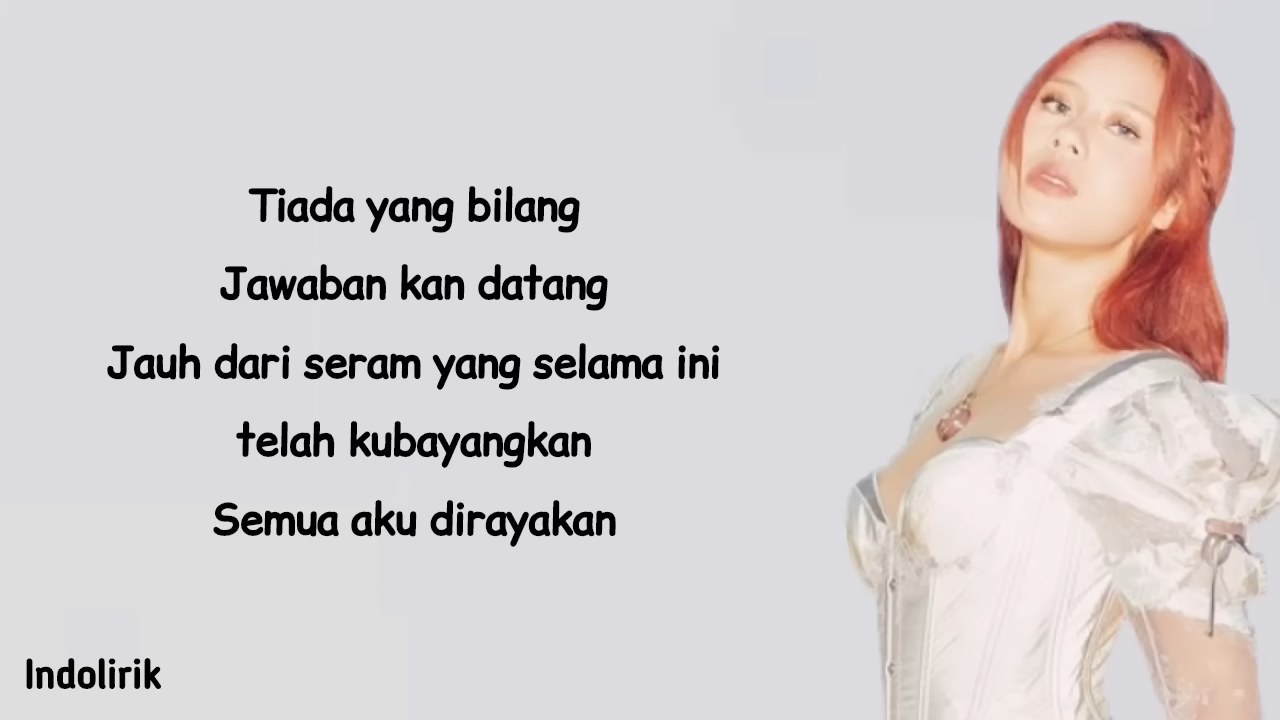 Tiada yang bilang
Jawaban kan datang
Jauh dari seram yang selama ini
telah kubayangkan
Semua aku dirayakan
Indolirik